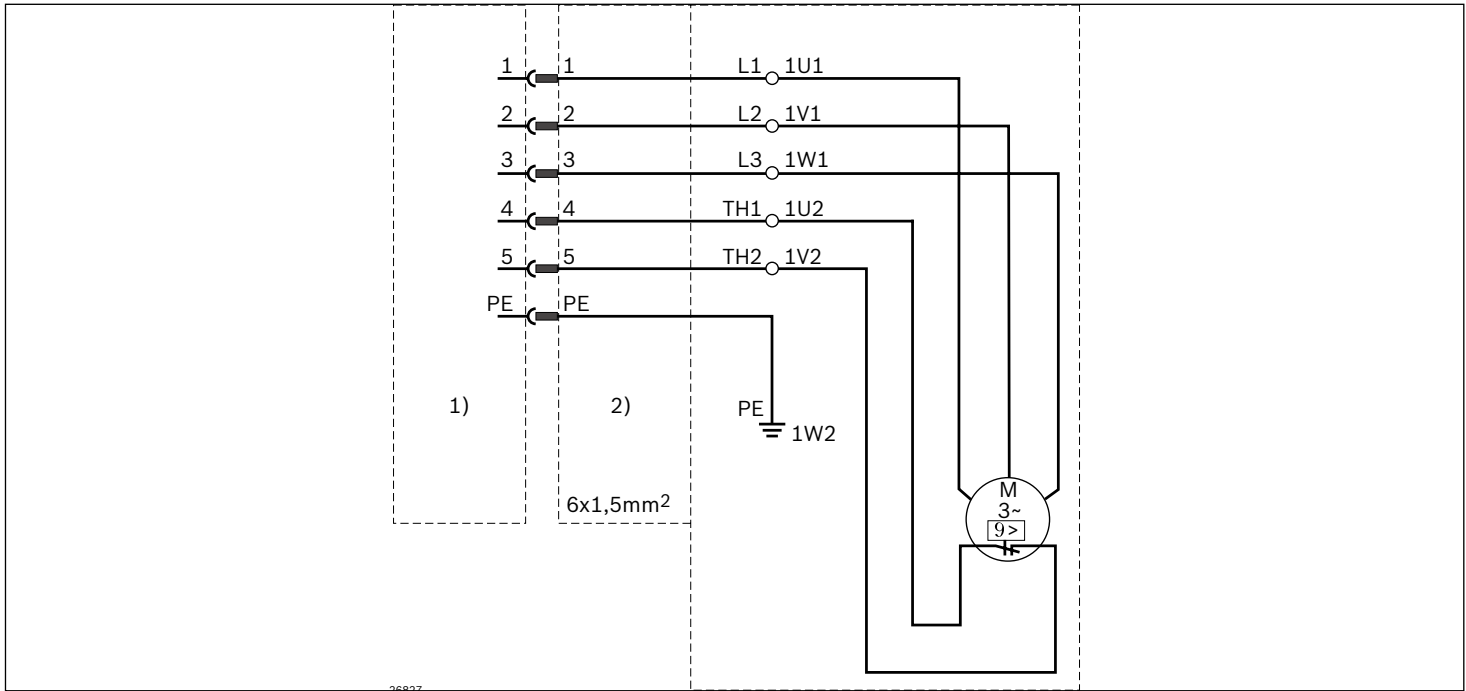 1 1 L1 1U1
2 2 L2 1V1
3 3 L3 1W1
4 4 TH1 1U2
5 5 TH2 1V2
PE PE
1) 2) PE
1W2
6x1,5mm2
M
3~
9>
26827